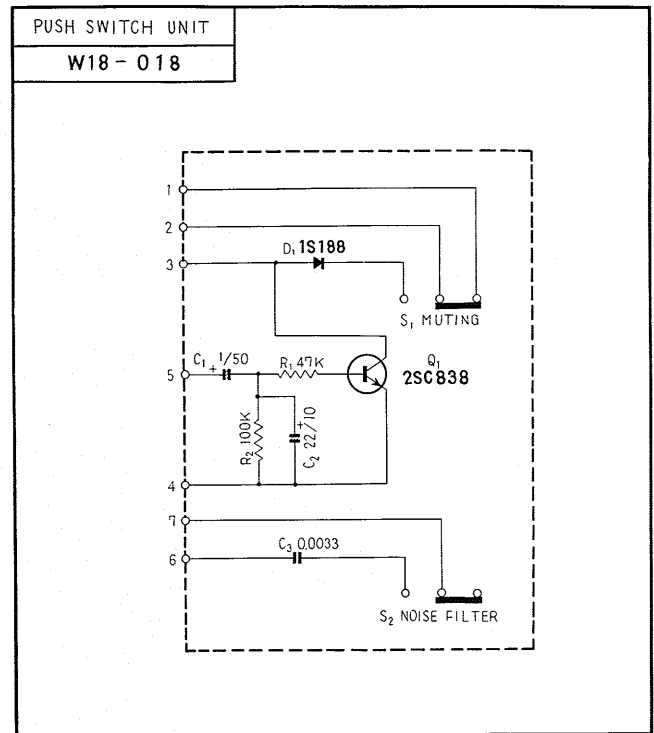 PUSH SWITCH UNIT
W18-018
1
2
3
D₁ 1S188
S₁ MUTING
5
C₁ + 1/50
R₁ 47K
Q₁
2SC838
R₂ 100K
C₂ 22/10 +
4
7
6
C₃ 0.0033
S₂ NOISE FILTER